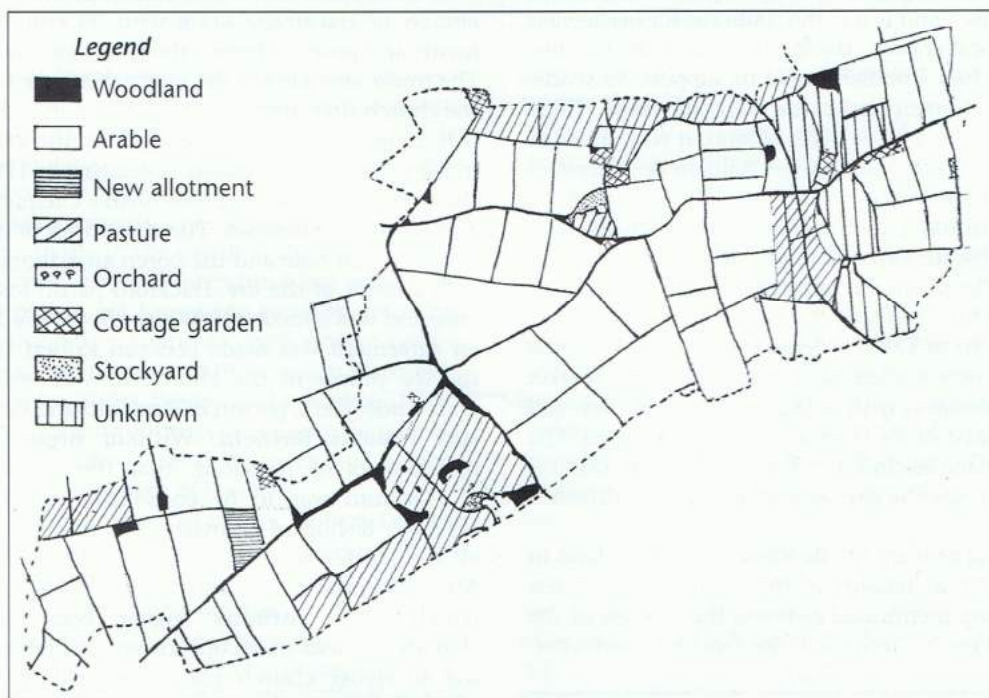 Legend
Woodland
Arable
New allotment
Pasture
Orchard
Cottage garden
Stockyard
Unknown